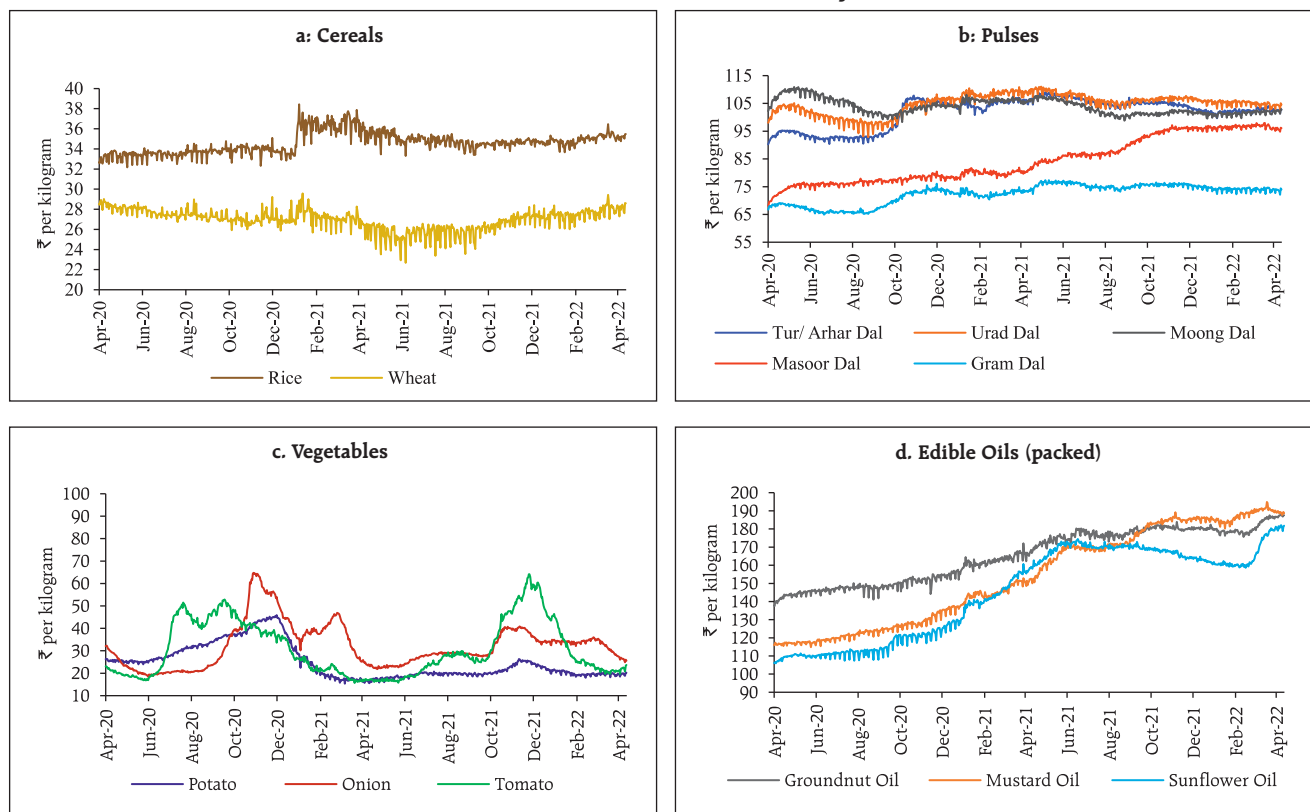 a: Cereals
₹ per kilogram
40
38
36
34
32
30
28
26
24
22
20
Apr-20
Jun-20
Aug-20
Oct-20
Dec-20
Feb-21
Apr-21
Jun-21
Aug-21
Oct-21
Dec-21
Feb-22
Apr-22
Rice Wheat
b: Pulses
₹ per kilogram
115
105
95
85
75
65
55
Apr-20
Jun-20
Aug-20
Oct-20
Dec-20
Feb-21
Apr-21
Jun-21
Aug-21
Oct-21
Dec-21
Feb-22
Apr-22
Tur/ Arhar Dal Urad Dal Moong Dal
Masoor Dal Gram Dal
c. Vegetables
₹ per kilogram
100
90
80
70
60
50
40
30
20
10
Apr-20
Jun-20
Aug-20
Oct-20
Dec-20
Feb-21
Apr-21
Jun-21
Aug-21
Oct-21
Dec-21
Feb-22
Apr-22
Potato Onion Tomato
d. Edible Oils (packed)
₹ per kilogram
200
190
180
170
160
150
140
130
120
110
100
90
Apr-20
Jun-20
Aug-20
Oct-20
Dec-20
Feb-21
Apr-21
Jun-21
Aug-21
Oct-21
Dec-21
Feb-22
Apr-22
Groundnut Oil Mustard Oil Sunflower Oil